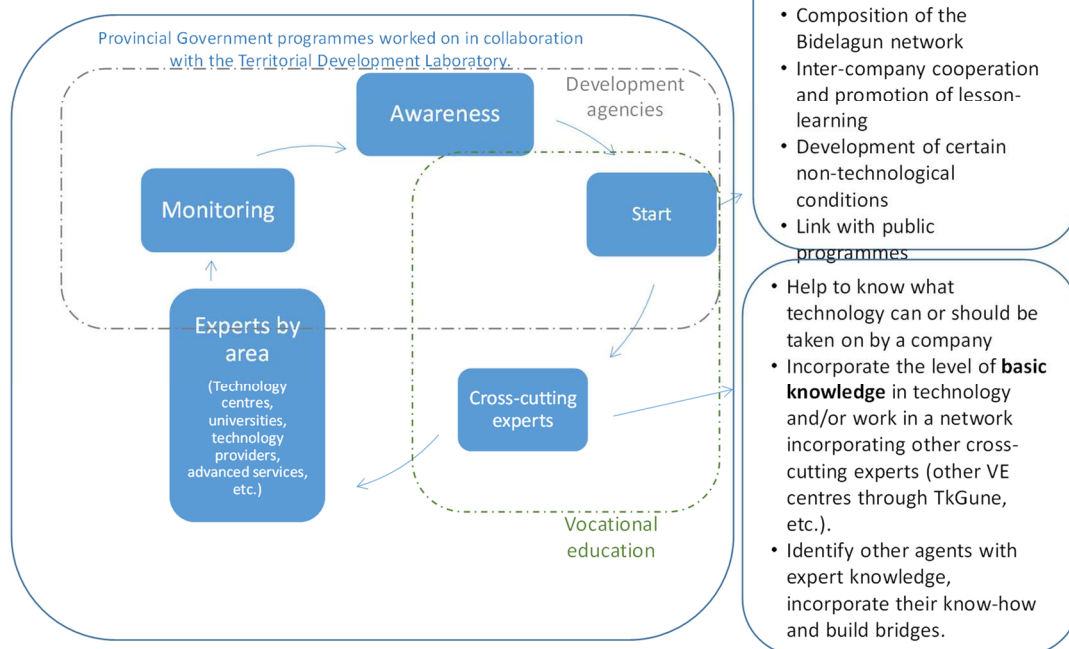 Provincial Government programmes worked on in collaboration
with the Territorial Development Laboratory.
Development
agencies
Awareness
Monitoring
Start
Experts by
area
(Technology
centres,
universities,
technology
providers,
advanced services,
etc.)
Cross-cutting
experts
Vocational
education
• Composition of the
Bidelagun network
• Inter-company cooperation
and promotion of lesson-
learning
• Development of certain
non-technological
conditions
• Link with public
programmes
• Help to know what
technology can or should be
taken on by a company
• Incorporate the level of basic
knowledge in technology
and/or work in a network
incorporating other cross-
cutting experts (other VE
centres through TkGune,
etc.).
• Identify other agents with
expert knowledge,
incorporate their know-how
and build bridges.